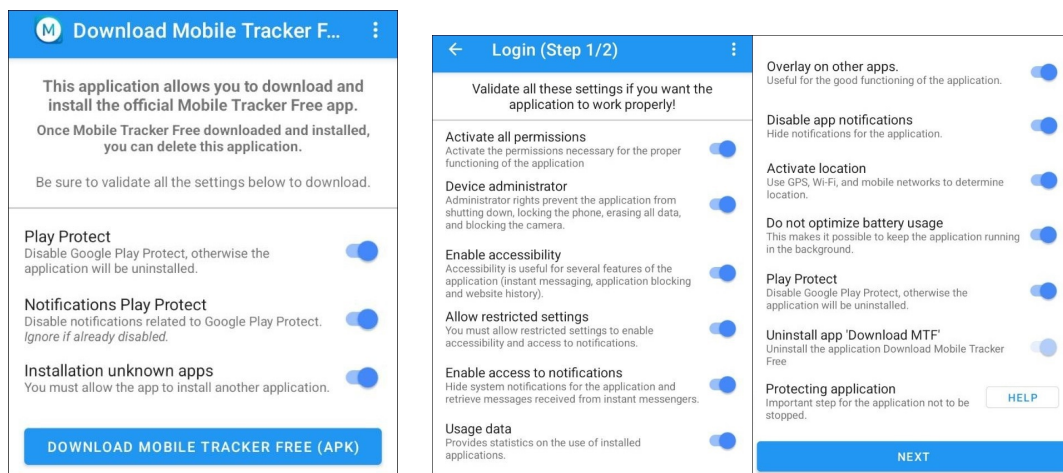 Download Mobile Tracker F...
This application allows you to download and
install the official Mobile Tracker Free app.
Once Mobile Tracker Free downloaded and installed,
you can delete this application.
Be sure to validate all the settings below to download.
Play Protect
Disable Google Play Protect, otherwise the
application will be uninstalled.
Notifications Play Protect
Disable notifications related to Google Play Protect.
Ignore if already disabled.
Installation unknown apps
You must allow the app to install another application.
DOWNLOAD MOBILE TRACKER FREE (APK)
Login (Step 1/2)
Validate all these settings if you want the
application to work properly!
Activate all permissions
Activate the permissions necessary for the proper
functioning of the application
Device administrator
Administrator rights prevent the application from
shutting down, locking the phone, erasing all data,
and blocking the camera.
Enable accessibility
Accessibility is useful for several features of the
application (instant messaging, application blocking
and website history).
Allow restricted settings
You must allow restricted settings to enable
accessibility and access to notifications.
Enable access to notifications
Hide system notifications for the application and
retrieve messages received from instant messengers.
Usage data
Provides statistics on the use of installed
applications.
Overlay on other apps.
Useful for the good functioning of the application.
Disable app notifications
Hide notifications for the application.
Activate location
Use GPS, Wi-Fi, and mobile networks to determine
location.
Do not optimize battery usage
This makes it possible to keep the application running
in the background.
Play Protect
Disable Google Play Protect, otherwise the
application will be uninstalled.
Uninstall app 'Download MTF'
Uninstall the application Download Mobile Tracker
Free
Protecting application
Important step for the application not to be
stopped.
HELP
NEXT